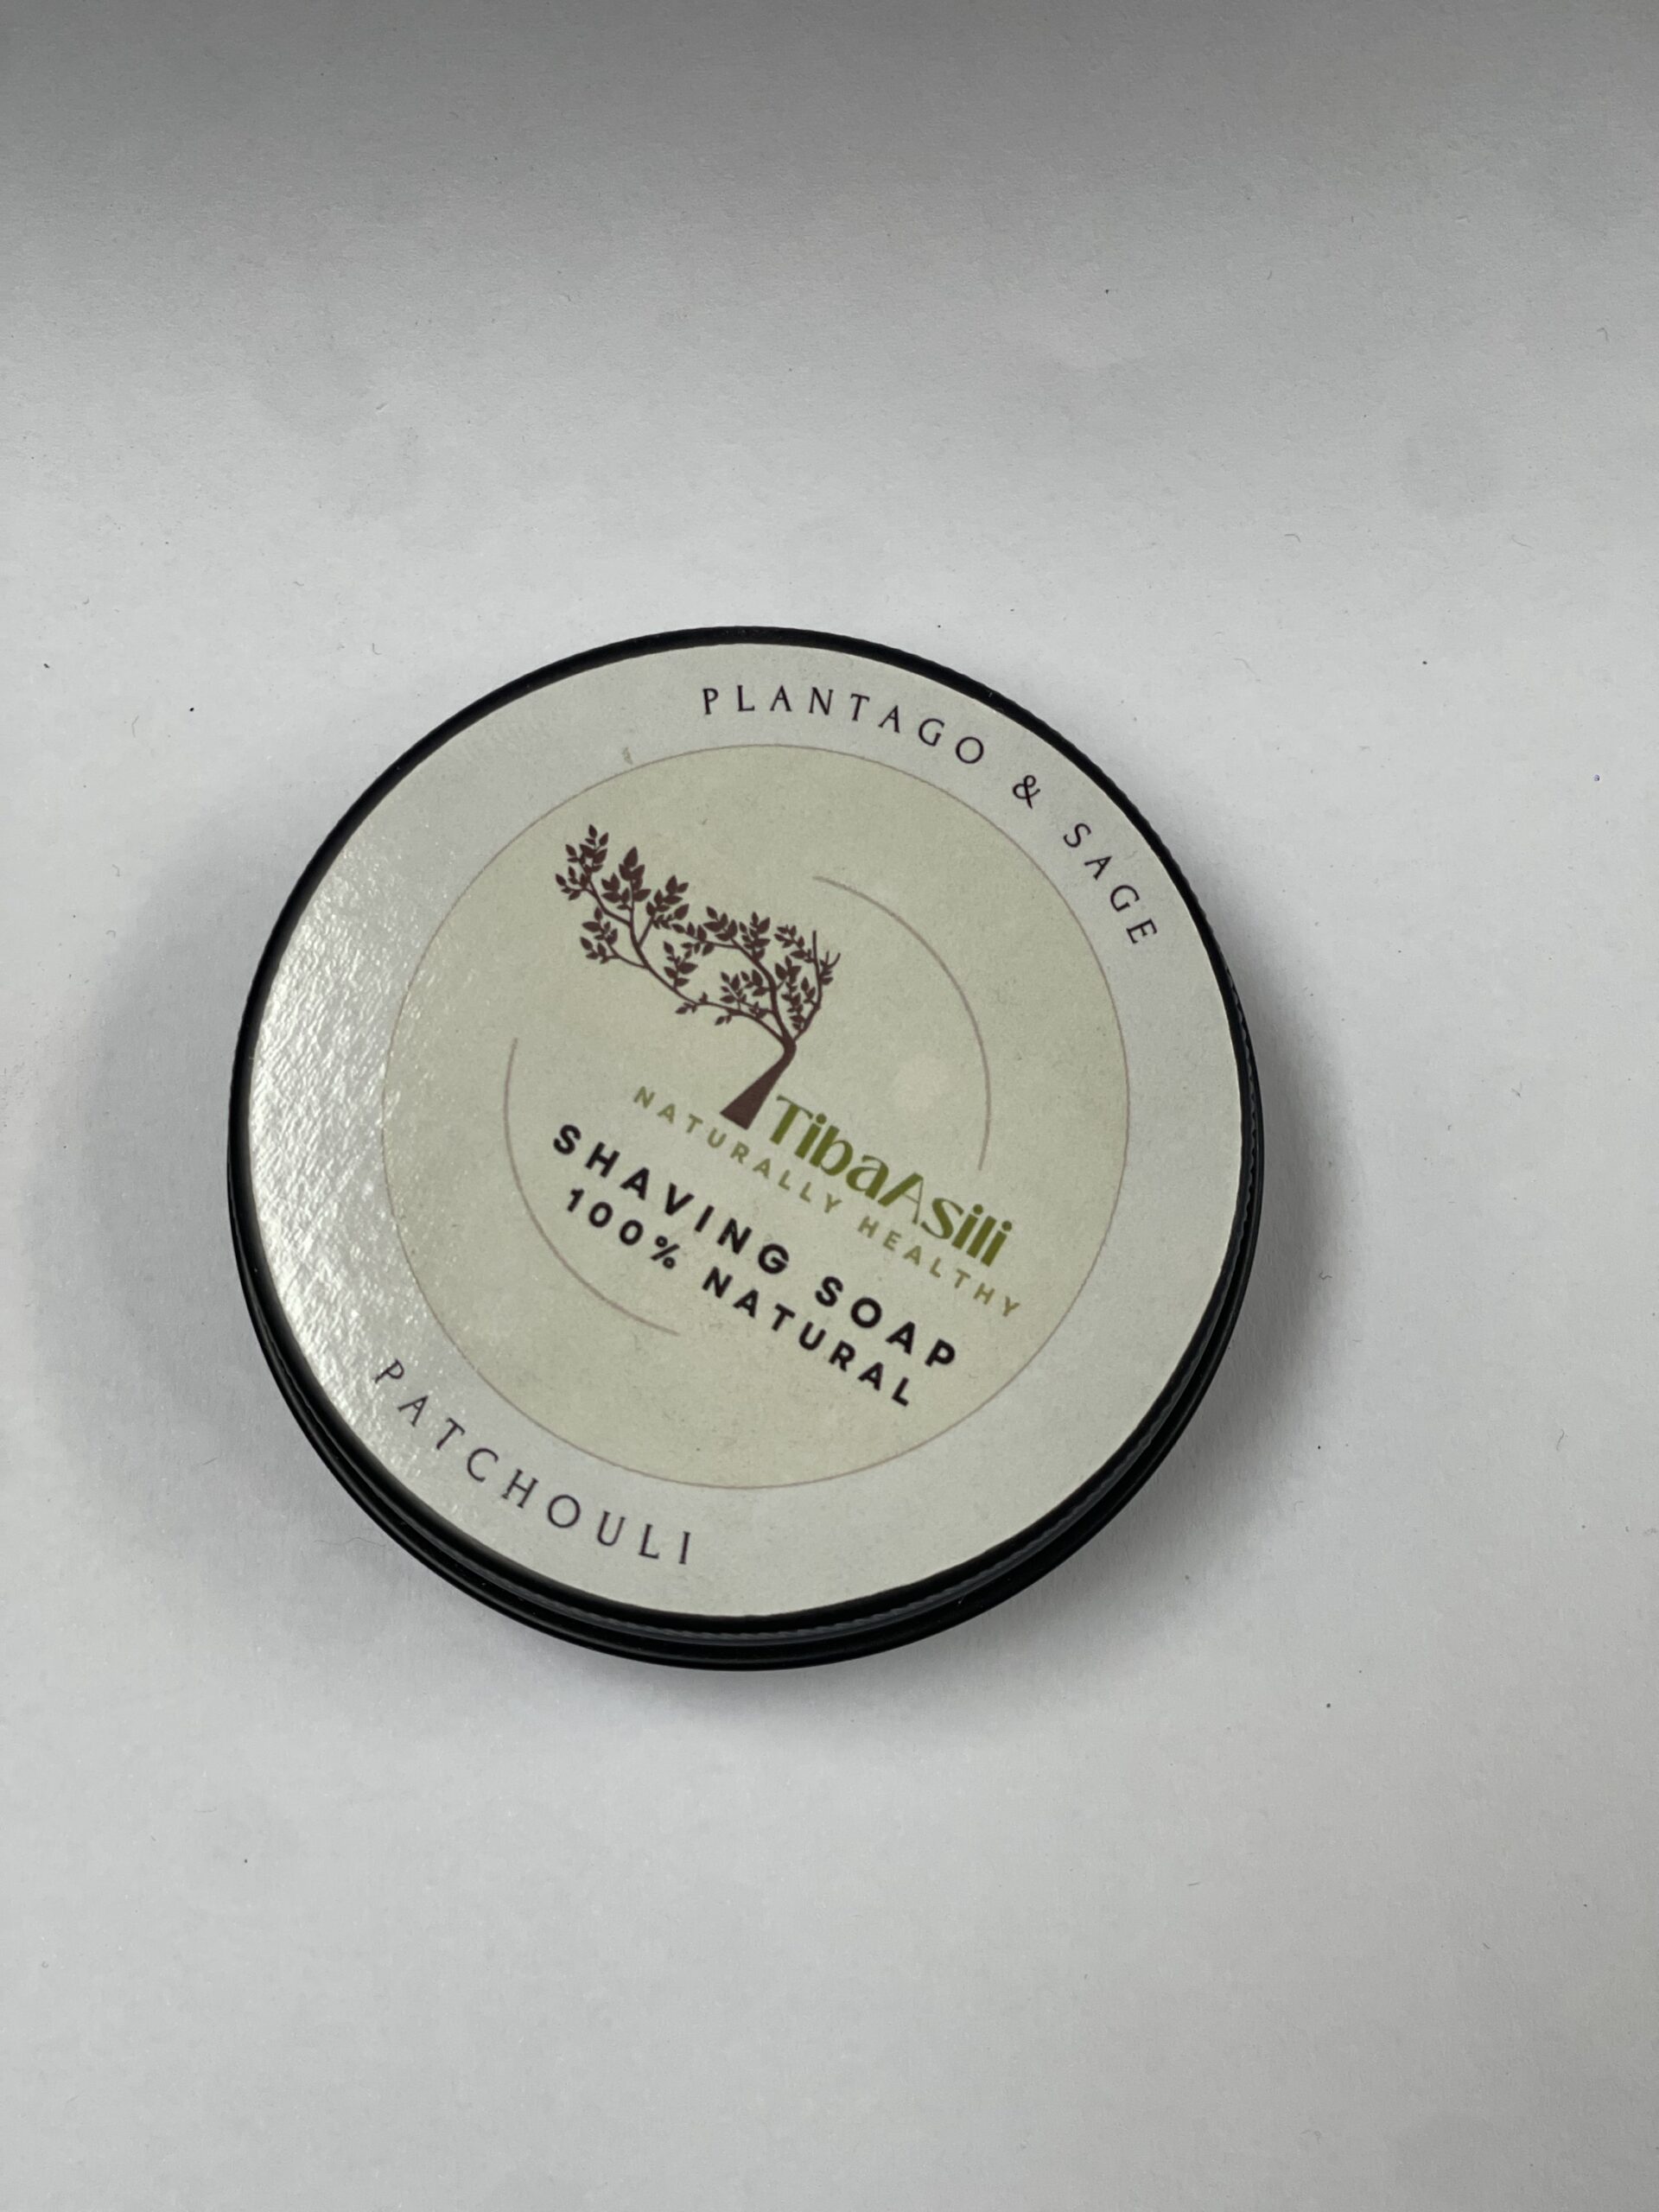 PLANTAGO & SAGE
TibaAsili
NATURALLY HEALTHY
SHAVING SOAP
100% NATURAL
PATCHOULI